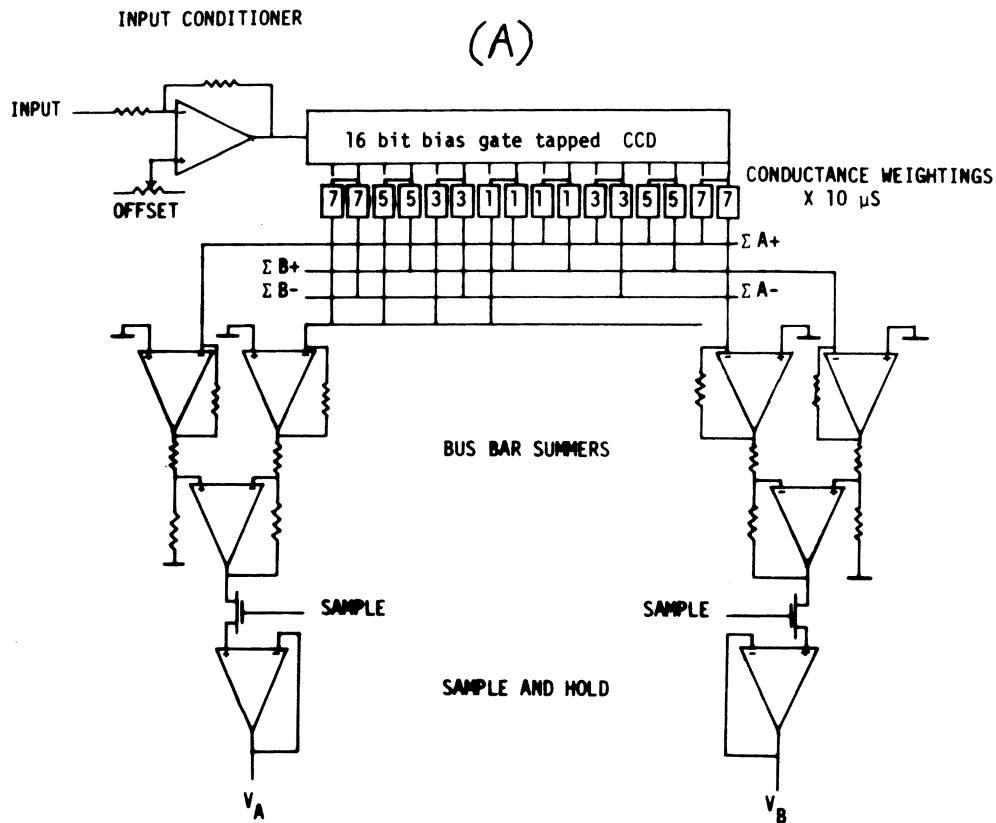 INPUT CONDITIONER
(A)
INPUT
OFFSET
16 bit bias gate tapped CCD
CONDUCTANCE WEIGHTINGS
X 10 µS
7 7 5 5 3 3 1 1 1 1 3 3 5 5 7 7
Σ A+
Σ B+
Σ B-
Σ A-
BUS BAR SUMMERS
SAMPLE
SAMPLE
SAMPLE AND HOLD
VA
VB